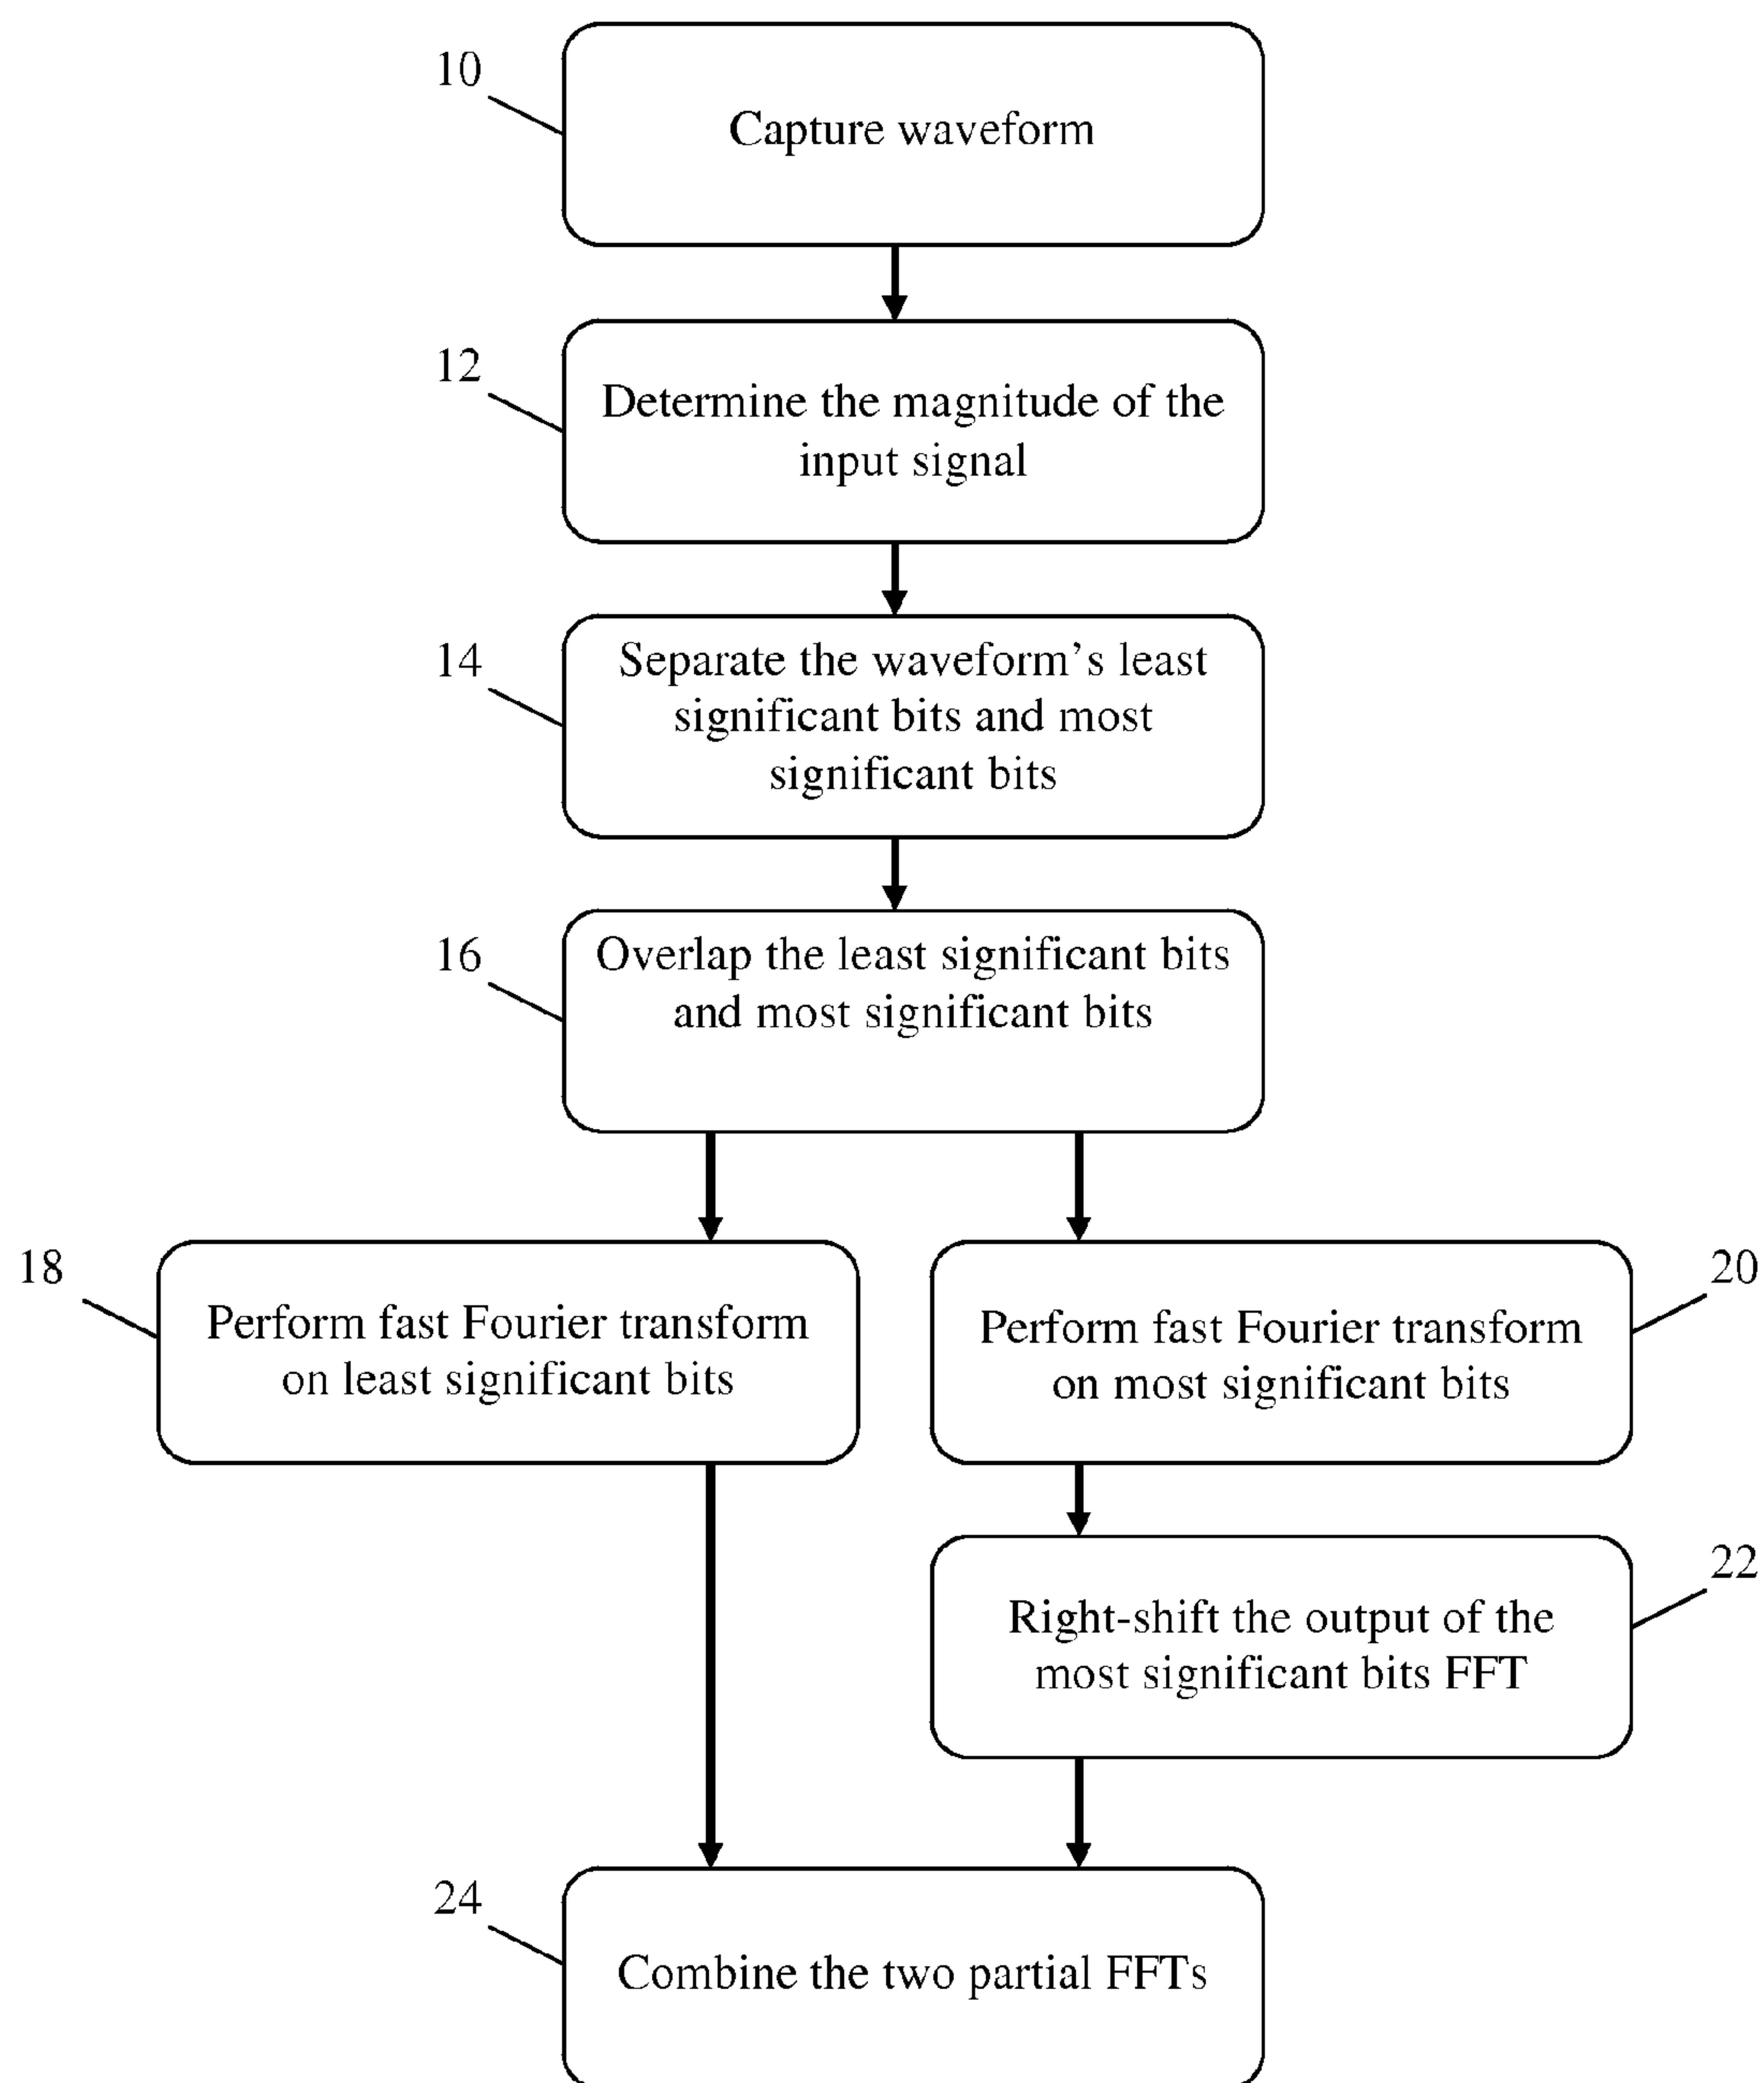 10
Capture waveform
12
Determine the magnitude of the
input signal
14
Separate the waveform's least
significant bits and most
significant bits
16
Overlap the least significant bits
and most significant bits
18
Perform fast Fourier transform
on least significant bits
20
Perform fast Fourier transform
on most significant bits
22
Right-shift the output of the
most significant bits FFT
24
Combine the two partial FFTs